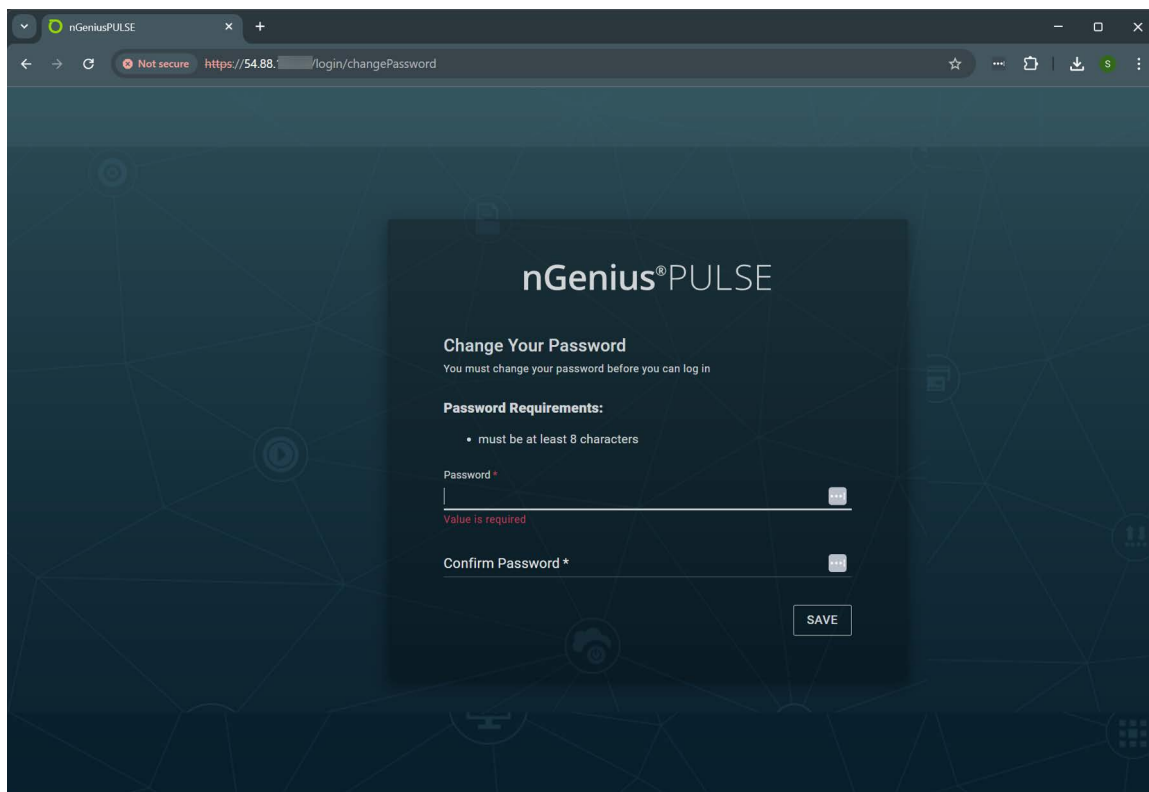 nGeniusPULSE
Not secure https://54.88. /login/changePassword
S
nGenius®PULSE
Change Your Password
You must change your password before you can log in
Password Requirements:
• must be at least 8 characters
Password *
Value is required
Confirm Password *
SAVE